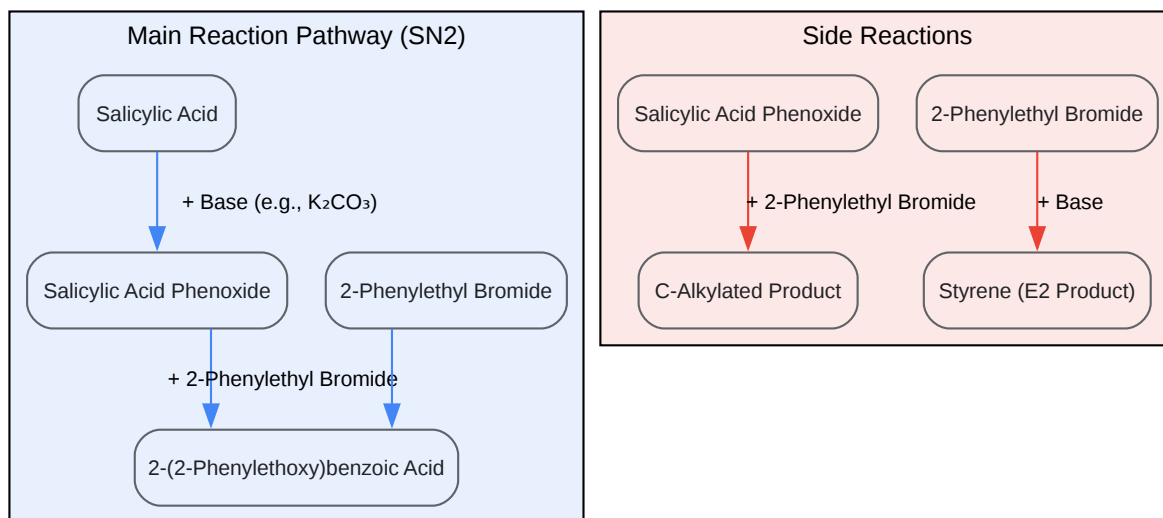 Main Reaction Pathway (SN2)
Salicylic Acid
+ Base (e.g., K₂CO₃)
Salicylic Acid Phenoxide
2-Phenylethyl Bromide
+ 2-Phenylethyl Bromide
2-(2-Phenylethoxy)benzoic Acid
Side Reactions
Salicylic Acid Phenoxide
2-Phenylethyl Bromide
+ 2-Phenylethyl Bromide
+ Base
C-Alkylated Product
Styrene (E2 Product)